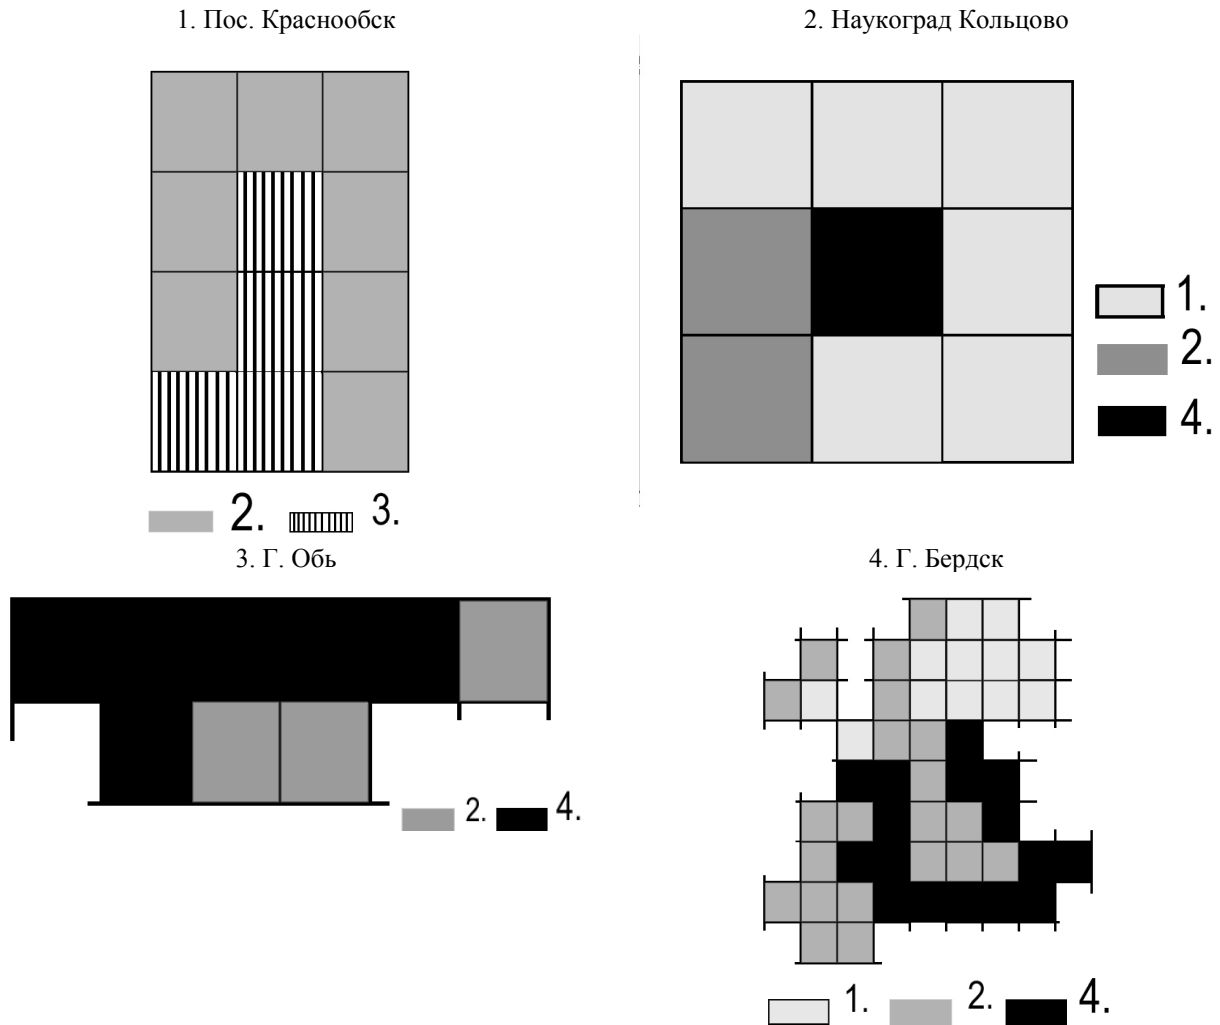 1. Пос. Краснообск
2. Наукоград Кольцово
1.
2.
4.
2. 3.
3. Г. Обь
4. Г. Бердск
2. 4.
1. 2. 4.